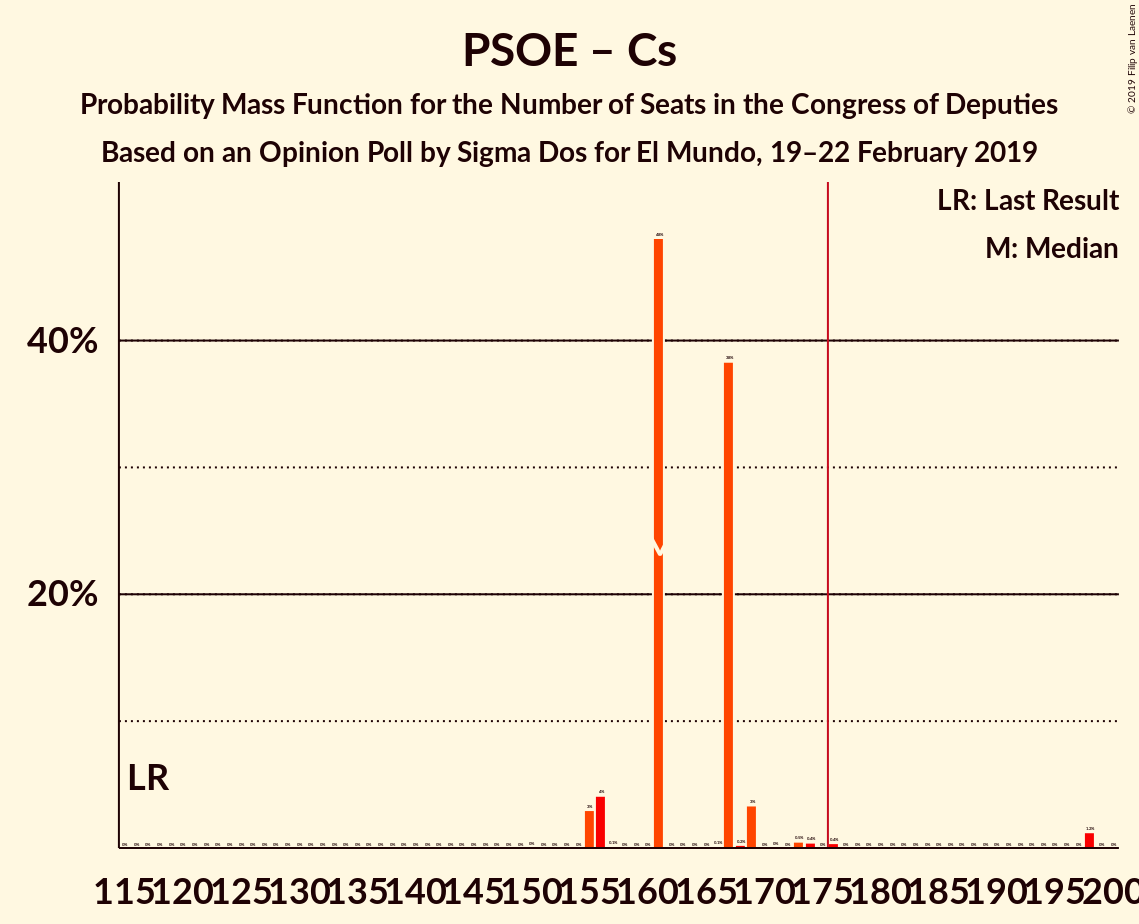 PSOE – Cs
Probability Mass Function for the Number of Seats in the Congress of Deputies
Based on an Opinion Poll by Sigma Dos for El Mundo, 19–22 February 2019
© 2019 Filip van Laenen
LR: Last Result
M: Median
40%
20%
LR
M
115 120 125 130 135 140 145 150 155 160 165 170 175 180 185 190 195 200